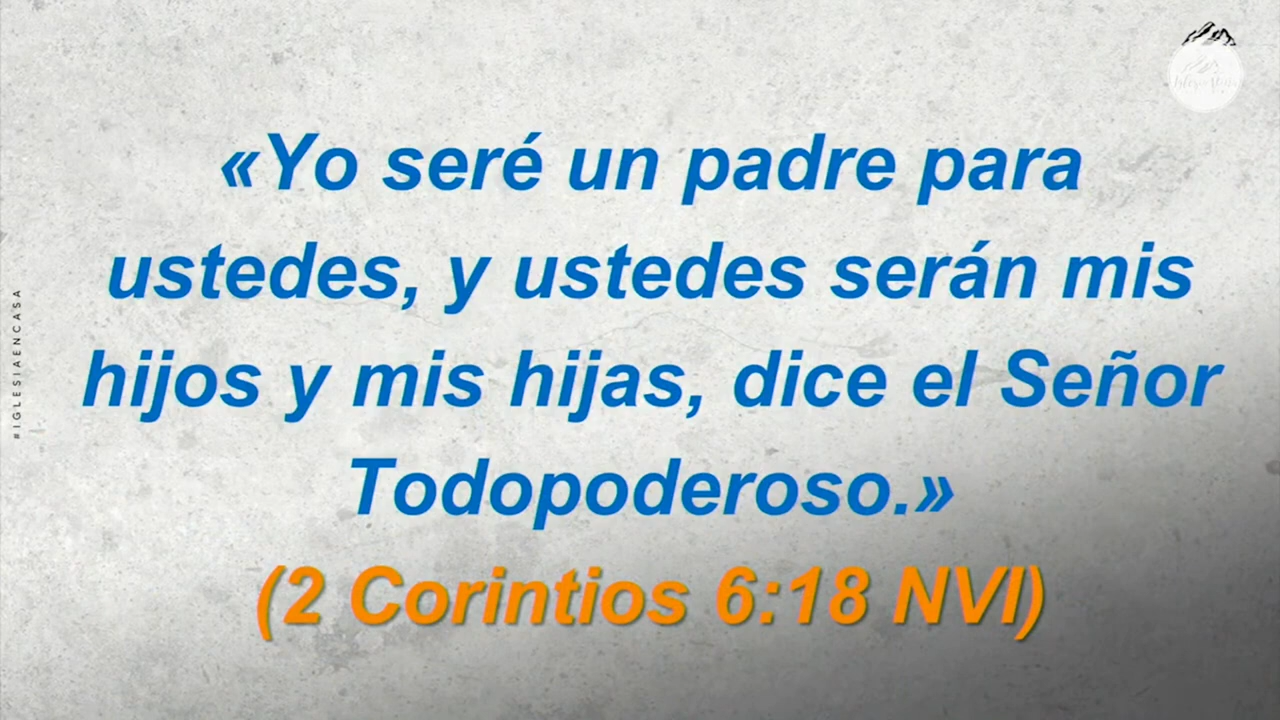 «Yo seré un padre para
ustedes, y ustedes serán mis
hijos y mis hijas, dice el Señor
Todopoderoso.»
(2 Corintios 6:18 NVI)
#IGLESIAENCASA